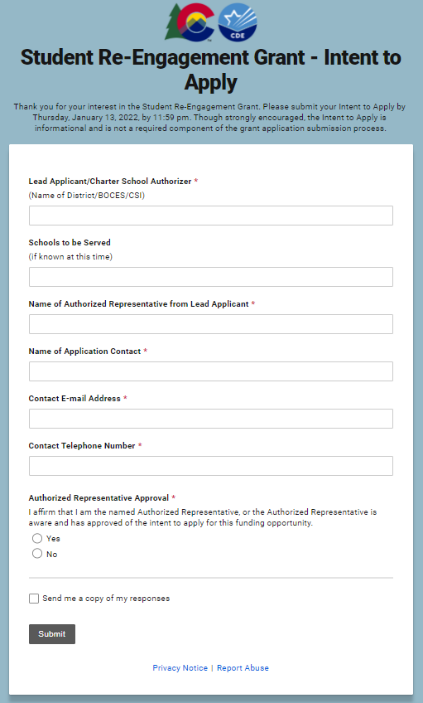 CDE
Student Re-Engagement Grant - Intent to
Apply
Thank you for your interest in the Student Re-Engagement Grant. Please submit your Intent to Apply by
Thursday, January 13, 2022, by 11:59 pm. Though strongly encouraged, the Intent to Apply is
informational and is not a required component of the grant application submission process.
Lead Applicant/Charter School Authorizer *
(Name of District/BOCES/CSI)
Schools to be Served
(if known at this time)
Name of Authorized Representative from Lead Applicant *
Name of Application Contact *
Contact E-mail Address *
Contact Telephone Number *
Authorized Representative Approval *
I affirm that I am the named Authorized Representative, or the Authorized Representative is
aware and has approved of the intent to apply for this funding opportunity.
Yes
No
Send me a copy of my responses
Submit
Privacy Notice | Report Abuse